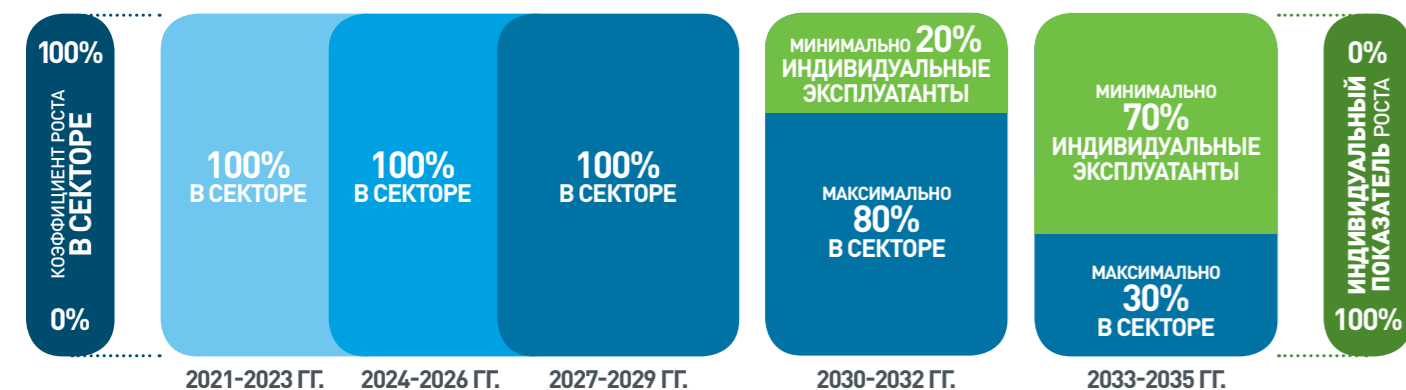 100%
КОЭФФИЦИЕНТ РОСТА
В СЕКТОРЕ
0%
100%
В СЕКТОРЕ
100%
В СЕКТОРЕ
100%
В СЕКТОРЕ
МИНИМАЛЬНО 20%
ИНДИВИДУАЛЬНЫЕ
ЭКСПЛУАТАНТЫ
МАКСИМАЛЬНО
80%
В СЕКТОРЕ
МИНИМАЛЬНО
70%
ИНДИВИДУАЛЬНЫЕ
ЭКСПЛУАТАНТЫ
МАКСИМАЛЬНО
30%
В СЕКТОРЕ
0%
ИНДИВИДУАЛЬНЫЙ
ПОКАЗАТЕЛЬ РОСТА
100%
2021-2023 ГГ.
2024-2026 ГГ.
2027-2029 ГГ.
2030-2032 ГГ.
2033-2035 ГГ.